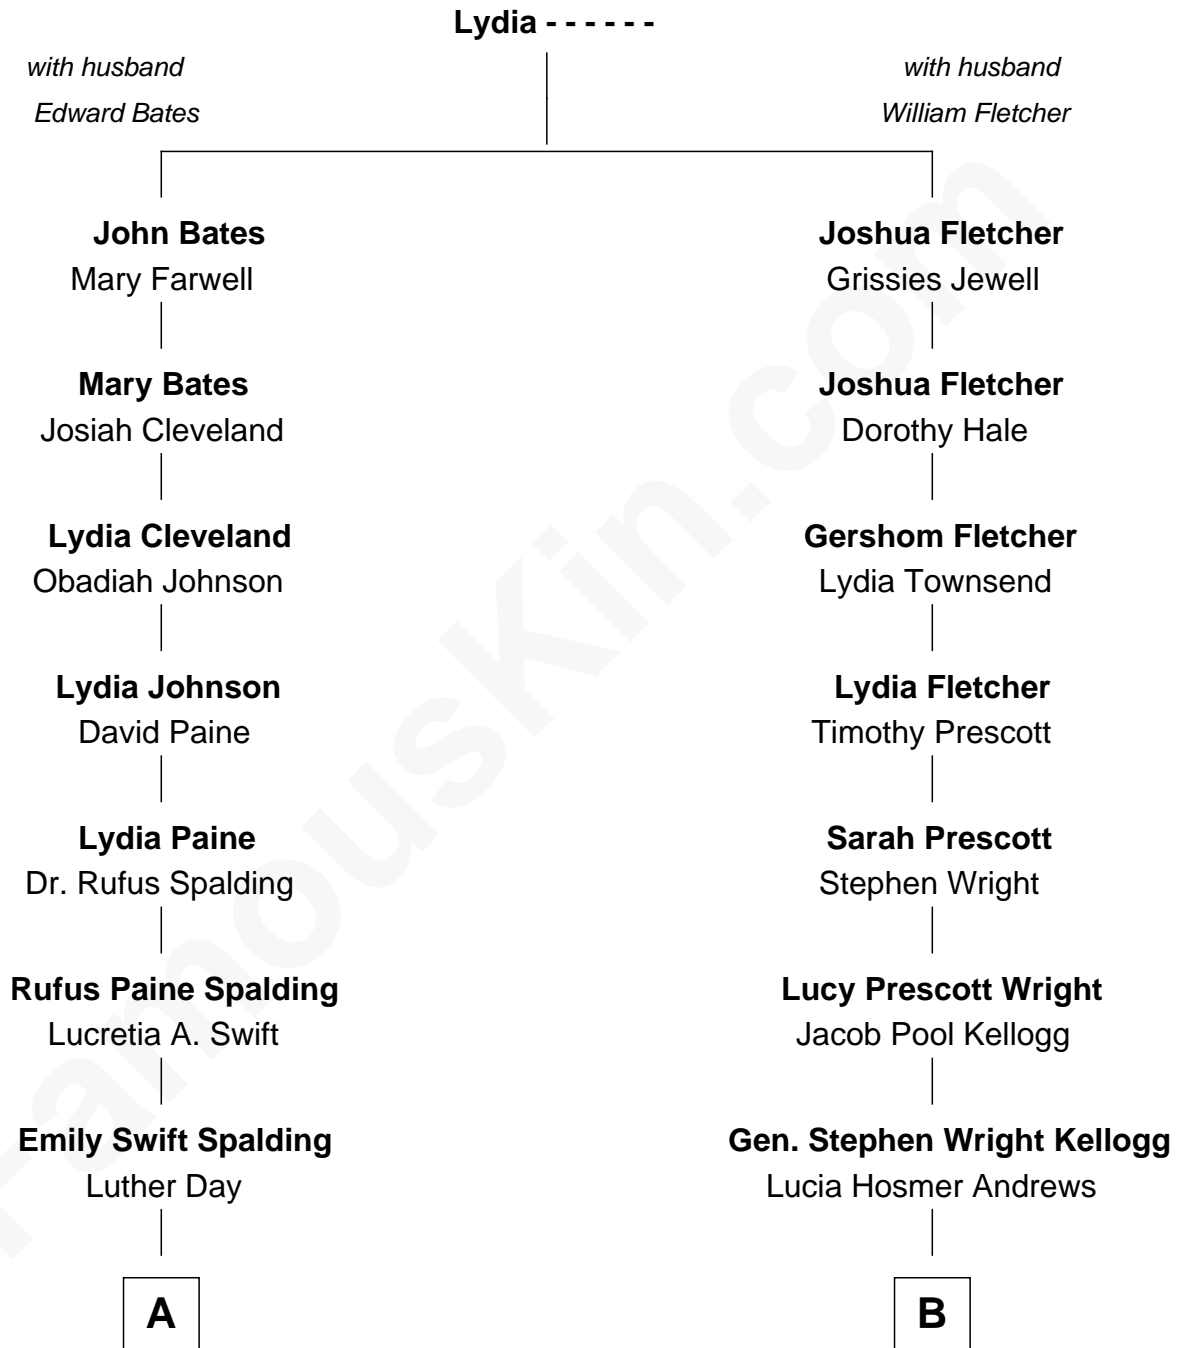 Lydia - - - - - -
with husband
Edward Bates
with husband
William Fletcher
John Bates
Mary Farwell
Joshua Fletcher
Grissies Jewell
Mary Bates
Josiah Cleveland
Joshua Fletcher
Dorothy Hale
Lydia Cleveland
Obadiah Johnson
Gershom Fletcher
Lydia Townsend
Lydia Johnson
David Paine
Lydia Fletcher
Timothy Prescott
Lydia Paine
Dr. Rufus Spalding
Sarah Prescott
Stephen Wright
Rufus Paine Spalding
Lucretia A. Swift
Lucy Prescott Wright
Jacob Pool Kellogg
Emily Swift Spalding
Luther Day
Gen. Stephen Wright Kellogg
Lucia Hosmer Andrews
A
B
FamousKin.com